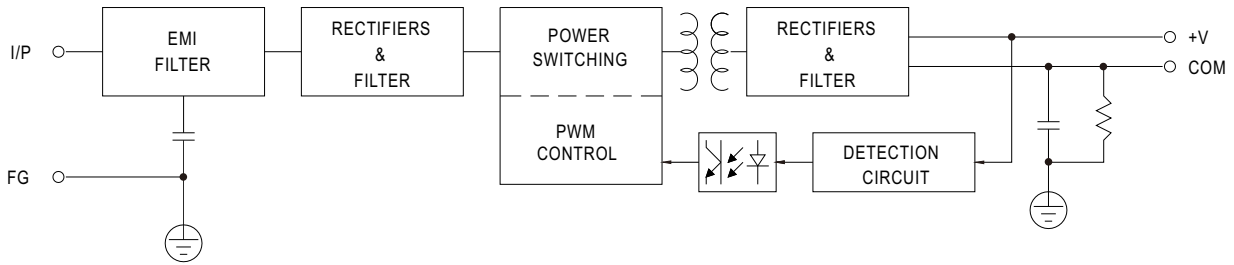 I/P
EMI
FILTER
RECTIFIERS
&
FILTER
POWER
SWITCHING
RECTIFIERS
&
FILTER
+V
COM
PWM
CONTROL
DETECTION
CIRCUIT
FG